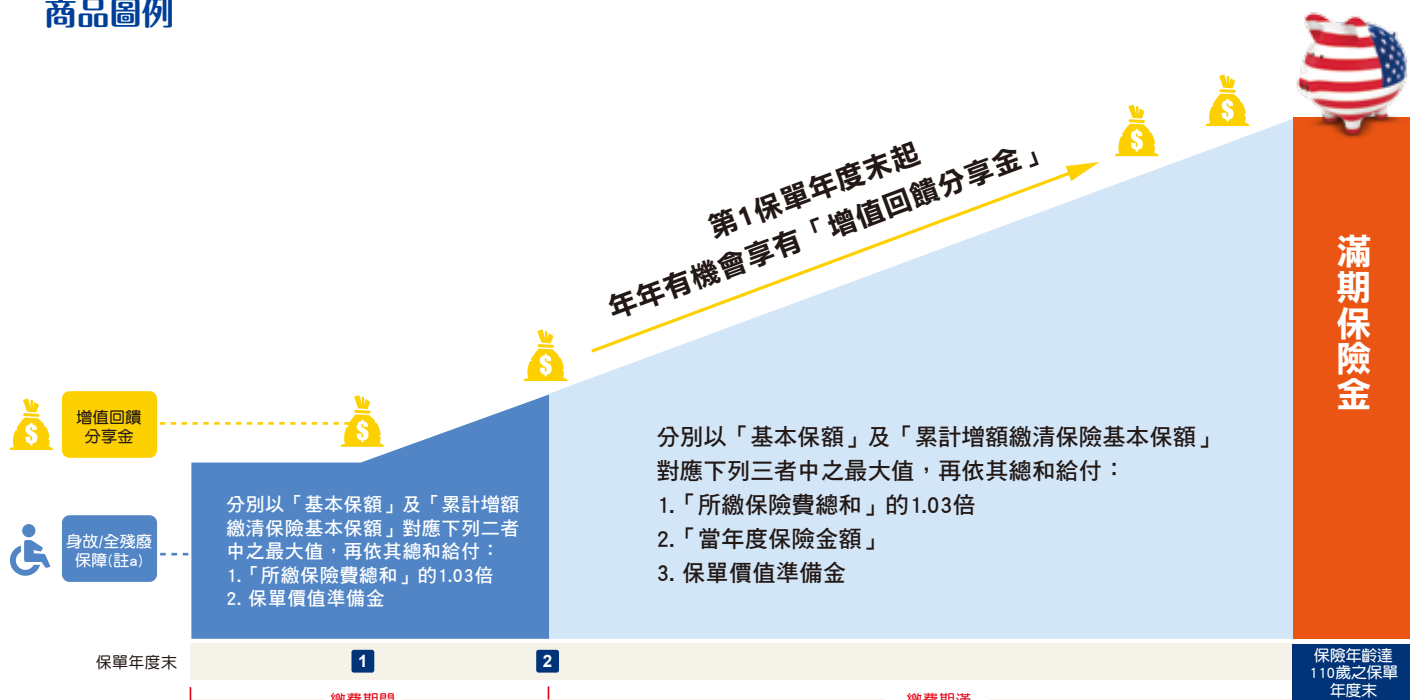 商品圖例
第1保單年度末起
年年有機會享有「增值回饋分享金」
滿期保險金
$
$
$
$
$
增值回饋
分享金
分別以「基本保額」及「累計增額
繳清保險基本保額」對應下列二者
中之最大值，再依其總和給付：
1.「所繳保險費總和」的1.03倍
2. 保單價值準備金
分別以「基本保額」及「累計增額繳清保險基本保額」
對應下列三者中之最大值，再依其總和給付：
1.「所繳保險費總和」的1.03倍
2.「當年度保險金額」
3. 保單價值準備金
身故/全殘廢
保障(註a)
保單年度末
1
2
保險年齡達
110歲之保單
年度末
繳費期間
繳費期滿